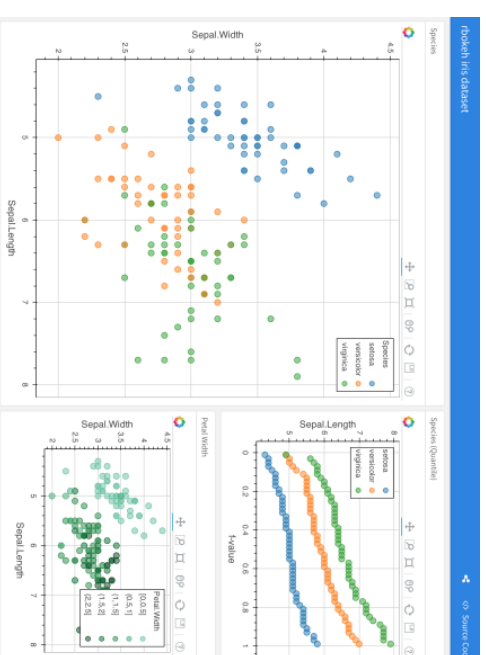 rbokeh iris dataset
Source
Species
Species
setosa
versicolor
virginica
Sepal.Width
4.5
4
3.5
3
2.5
2
5
6
7
8
Sepal.Length
Species (Quantile)
setosa
versicolor
virginica
Sepal.Length
8
7
6
5
0
0.2
0.4
0.6
0.8
1
f-value
Petal Width
Petal.Width
[0,0.5]
(0.5,1]
(1,1.5]
(1.5,2]
(2,2.5]
Sepal.Width
4.5
4
3.5
3
2.5
2
5
6
7
8
Sepal.Length